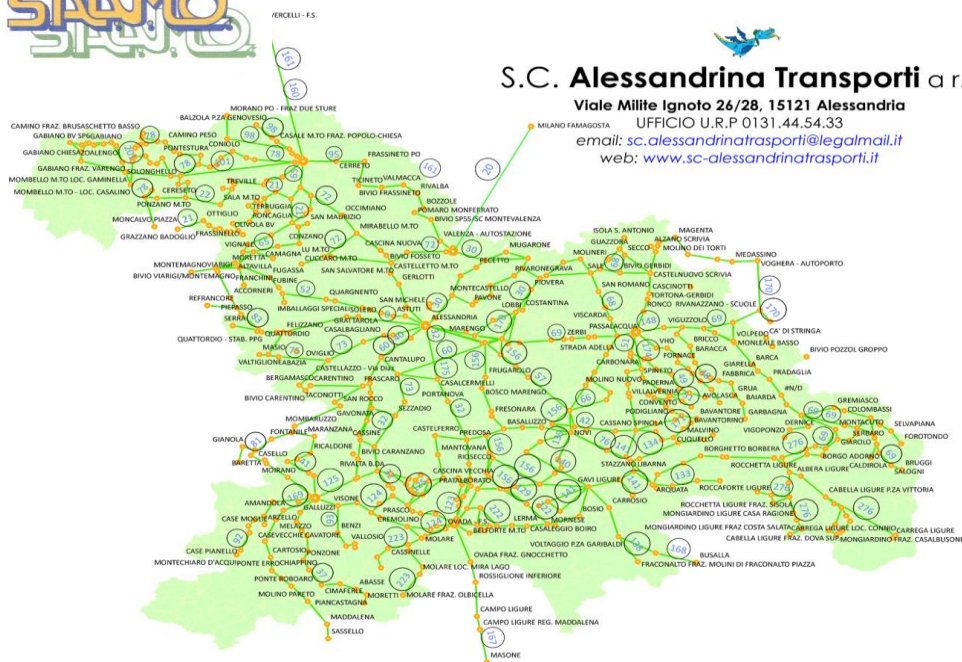 STAAMO
VERCELLI - F.S.
S.C. Alessandrina Transporti a r.
Viale Milite Ignoto 26/28, 15121 Alessandria
UFFICIO U.R.P 0131.44.54.33
email: sc.alessandrinatrasporti@legalmail.it
web: www.sc-alessandrinatrasporti.it
161
160
MILANO FAMAGOSTA
MORANO PO - FRAZ DUE STURE
BALZOLA P.ZA GENOVESIO
CASALE M.TO FRAZ. POPOLO-CHIESA
CAMINO FRAZ. BRUSASCHETTO BASSO
CAMINO PESO
CONIOLO
PONTESTURA
GABIANO CHIESA
GABIANO FRAZ. VARENGO
SOLONGHELLO
MOMBELLO M.TO LOC. GAMINELLA
MOMBELLO M.TO - LOC. CASALINO
CERESETO
PONZANO M.TO
MONCALVO PIAZZA
GRAZZANO BADOGLIO
TREVILLE
SALA M.TO
OTTIGLIO
FRASSINELLO
OLIVOLA BV
VIGNALE
TERRUGGIA
RONCAGLIA
SAN MAURIZIO
OCCIMIANO
CONZANO
MIRABELLO M.TO
LU M.TO
CAMAGNA
CUCCARO M.TO
FRASSINETO PO
CERRETO
TICINETO
VALMACCA
BIVIO FRASSINETO
RIVALBA
BOZZOLE
POMARO MONFERRATO
BIVIO SP55/SC MONTEVALENZA
VALENZA - AUTOSTAZIONE
CASCINA NUOVA
BIVIO FOSSETO
CASTELLETTO M.TO
SAN SALVATORE M.TO
GERLOTTI
PECETTO
MUGARONE
RIVARONE
PIOVERA
MONTECASTELLO
PAVONE
LOBBI
COSTANTINA
ISOLA S. ANTONIO
GUAZZORA
MOLINERI
SALE
BIVIO GERBIDI
ALZANO SCRIVIA
MAGENTA
MOLINO DEI TORTI
CASTELNUOVO SCRIVIA
MEDASSINO
VOGHERA - AUTOPORTO
SAN ROMANO
CASCINOTTI
TORTONA-GERBIDI
RONCO
RIVANAZZANO - SCUOLE
VISCARDA
PASSALACQUA
VIGUZZOLO
ZERBI
STRADA ADELLA
MORETTA
ALTAVILLA
FRANCHINI
ACCORNERI
FUGASSA
FUBINE
QUARGNENTO
SAN MICHELE
ASTUTI
ALESSANDRIA
MARENGO
REFRANCORE
PIEPASSO
SERRA
QUATTORDIO
QUATTORDIO - STAB. PPG
IMBALLAGGI SPECIALI
SOLERO
FELIZZANO
GRATTAROLA
CASALBAGLIANO
MASIO
OVIGLIO
CANTALUPO
FRUGAROLO
BOSCO MARENGO
CASALCERMELLI
PORTANOVA
FRASCARO
BERGAMASCO
CARENTINO
BIVIO CARENTINO
TACONOTTI
SAN ROCCO
GAVONATA
SEZZADIO
CASSINE
CASTELFERRO
PREDOSA
MANTOVANA
FRESONARA
BASALUZZO
NOVI
CASSANO SPINOLA
CARBONARA
MOLINO NUOVO
VHO
FORNACE
SPINETO
PADERNA
VILLALVERNIA
CONVENTO
PODIGLIANO
BRICCO
BARACCA
GIARELLA
FABBRICA
AVOLASCA
BAVANTORE
BAVANTORINO
MALVINO
CUQUELLO
VOLPEDO
CA' DI STRINGA
MONLEALE BASSO
BARCA
BIVIO POZZOL GROPPO
PRADAGLIA
GRUA
BAIARDA
#N/D
GARBAGNA
VIGOPONZO
DERNICE
GREMIASCO
COLOMBASSI
MONTACUTO
SELVAPIANA
FOROTONDO
SERBARO
GIAROLO
BRUGGI
SALOGNI
CALDIROLA
BORGO ADORNO
ALBERA LIGURE
ROCCHETTA LIGURE
BORGHETTO BORBERA
STAZZANO
LIBARNA
ARQUATA
ROCCAFORTE LIGURE
CABELLA LIGURE P.ZA VITTORIA
ROCCHETTA LIGURE FRAZ. SISOLA
MONGIARDINO LIGURE CASA RAGIONE
MONGIARDINO LIGURE FRAZ COSTA SALATA
CARREGA LIGURE LOC. CONNIO
CARREGA LIGURE
CABELLA LIGURE FRAZ. DOVA SUP.
MONGIARDINO FRAZ. CASALBUSONE
GAVI LIGURE
CARROSIO
BOSIO
VOLTAGGIO P.ZA GARIBALDI
BUSALLA
FRACONALTO FRAZ. MOLINI DI FRACONALTO PIAZZA
MOMBARUZZO
FONTANILE
MARANZANA
GIANOLA
CASELLO
BARETTA
MOIRANO
RICALDONE
RIVALTA B.DA
BIVIO CARANZANO
RIOSECCO
CASCINA VECCHIA
PRATALBORATO
VISONE
PRASCO
CREMOLINO
MOLARE
LERMA
MORNESE
CASALEGGIO BOIRO
BELFORTE M.TO
AMANDOLA
ARZELLO
CASE MOGLIE
MELAZZO
CASEVECCHIE
CAVATORE
CASE PIANELLO
MONTECHIARO D'ACQUI
PONTE ERRO
CHIAPPINO
CARTOSIO
PONZONE
BALLUZZI
BENZI
VALLOSIO
CASSINELLE
OVADA FRAZ. GNOCCHETTO
MOLARE LOC. MIRA LAGO
ROSSIGLIONE INFERIORE
PONTE ROBOARO
CIMAFERLE
ABASSE
MORETTI
MOLARE FRAZ. OLBICELLA
MOLINO PARETO
PIANCASTAGNA
MADDALENA
SASSELLO
CAMPO LIGURE
CAMPO LIGURE REG. MADDALENA
167
MASONE